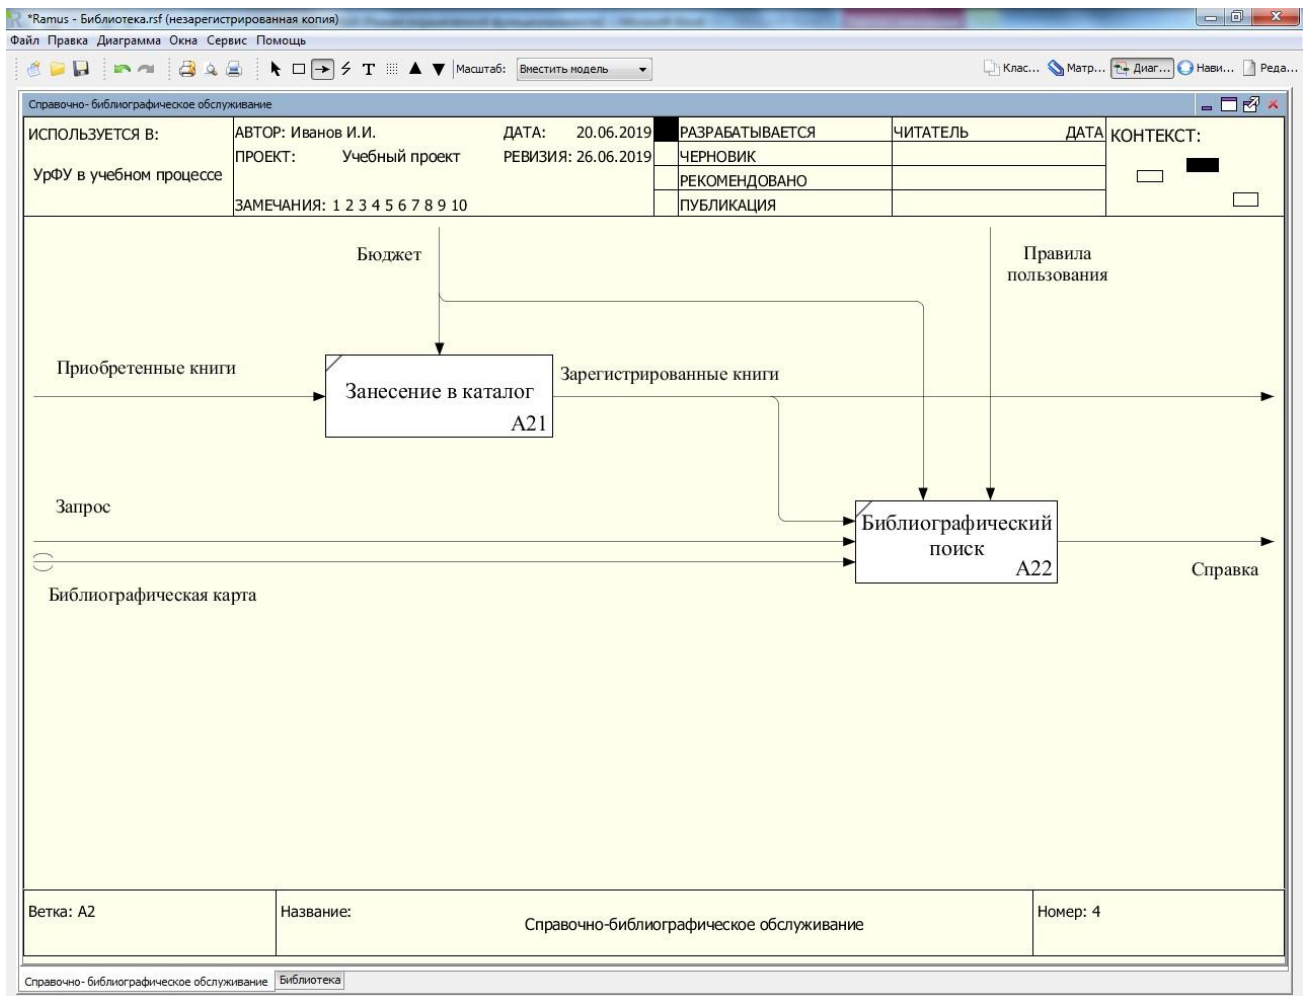 *Ramus - Библиотека.rsf (незарегистрированная копия)
Файл Правка Диаграмма Окна Сервис Помощь
T Масштаб: Вместить модель Клас... Матр... Диаг... Нави... Реда...
Справочно-библиографическое обслуживание
ИСПОЛЬЗУЕТСЯ В:
УрФУ в учебном процессе
АВТОР: Иванов И.И. ДАТА: 20.06.2019
ПРОЕКТ: Учебный проект РЕВИЗИЯ: 26.06.2019
ЗАМЕЧАНИЯ: 1 2 3 4 5 6 7 8 9 10
РАЗРАБАТЫВАЕТСЯ
ЧЕРНОВИК
РЕКОМЕНДОВАНО
ПУБЛИКАЦИЯ
ЧИТАТЕЛЬ ДАТА
КОНТЕКСТ:
Бюджет
Правила
пользования
Приобретенные книги
Занесение в каталог
A21
Зарегистрированные книги
Запрос
Библиографический
поиск
A22
Справка
Библиографическая карта
Ветка: A2
Название:
Справочно-библиографическое обслуживание
Номер: 4
Справочно-библиографическое обслуживание Библиотека